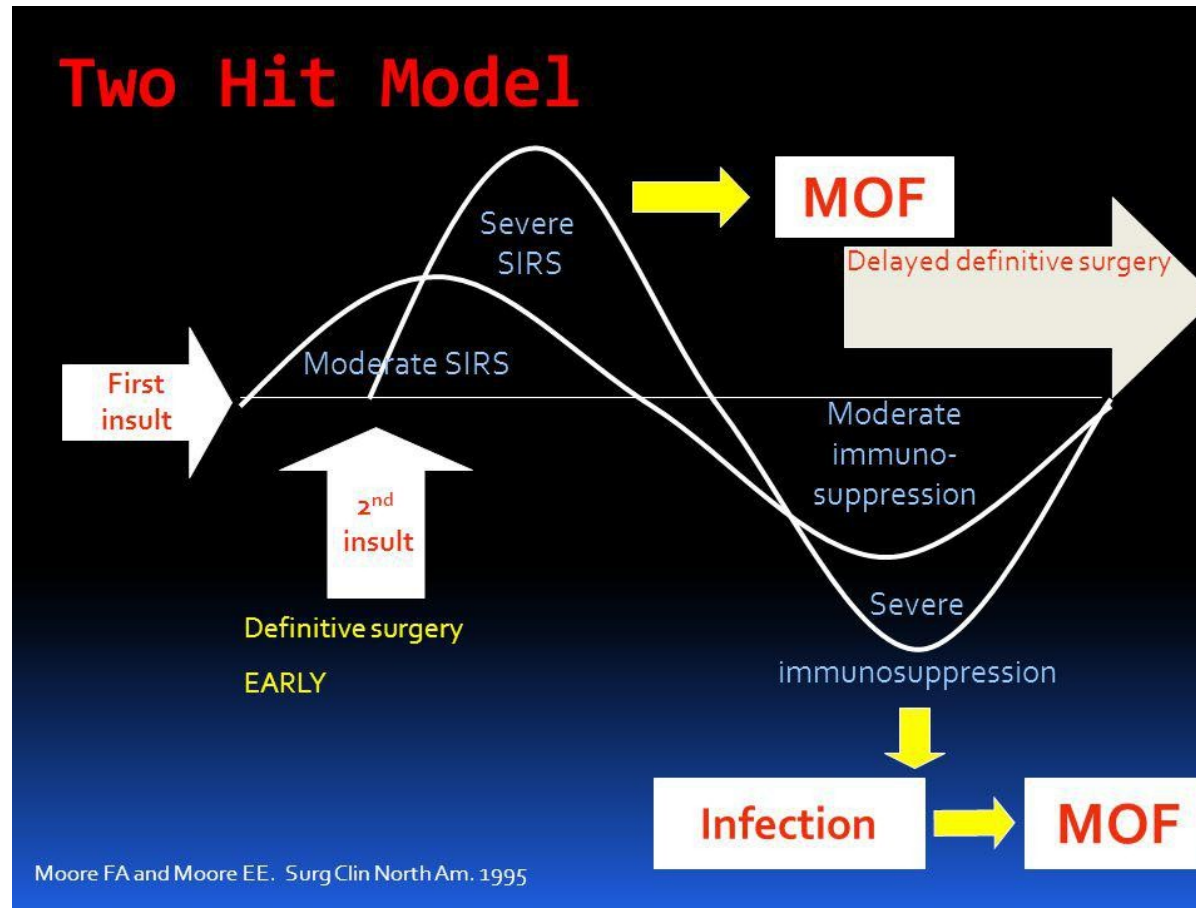 Two Hit Model
Severe
SIRS
MOF
Delayed definitive surgery
Moderate SIRS
First
insult
Moderate
immuno-
suppression
2nd
insult
Severe
immunosuppression
Definitive surgery
EARLY
Infection
MOF
Moore FA and Moore EE. Surg Clin North Am. 1995